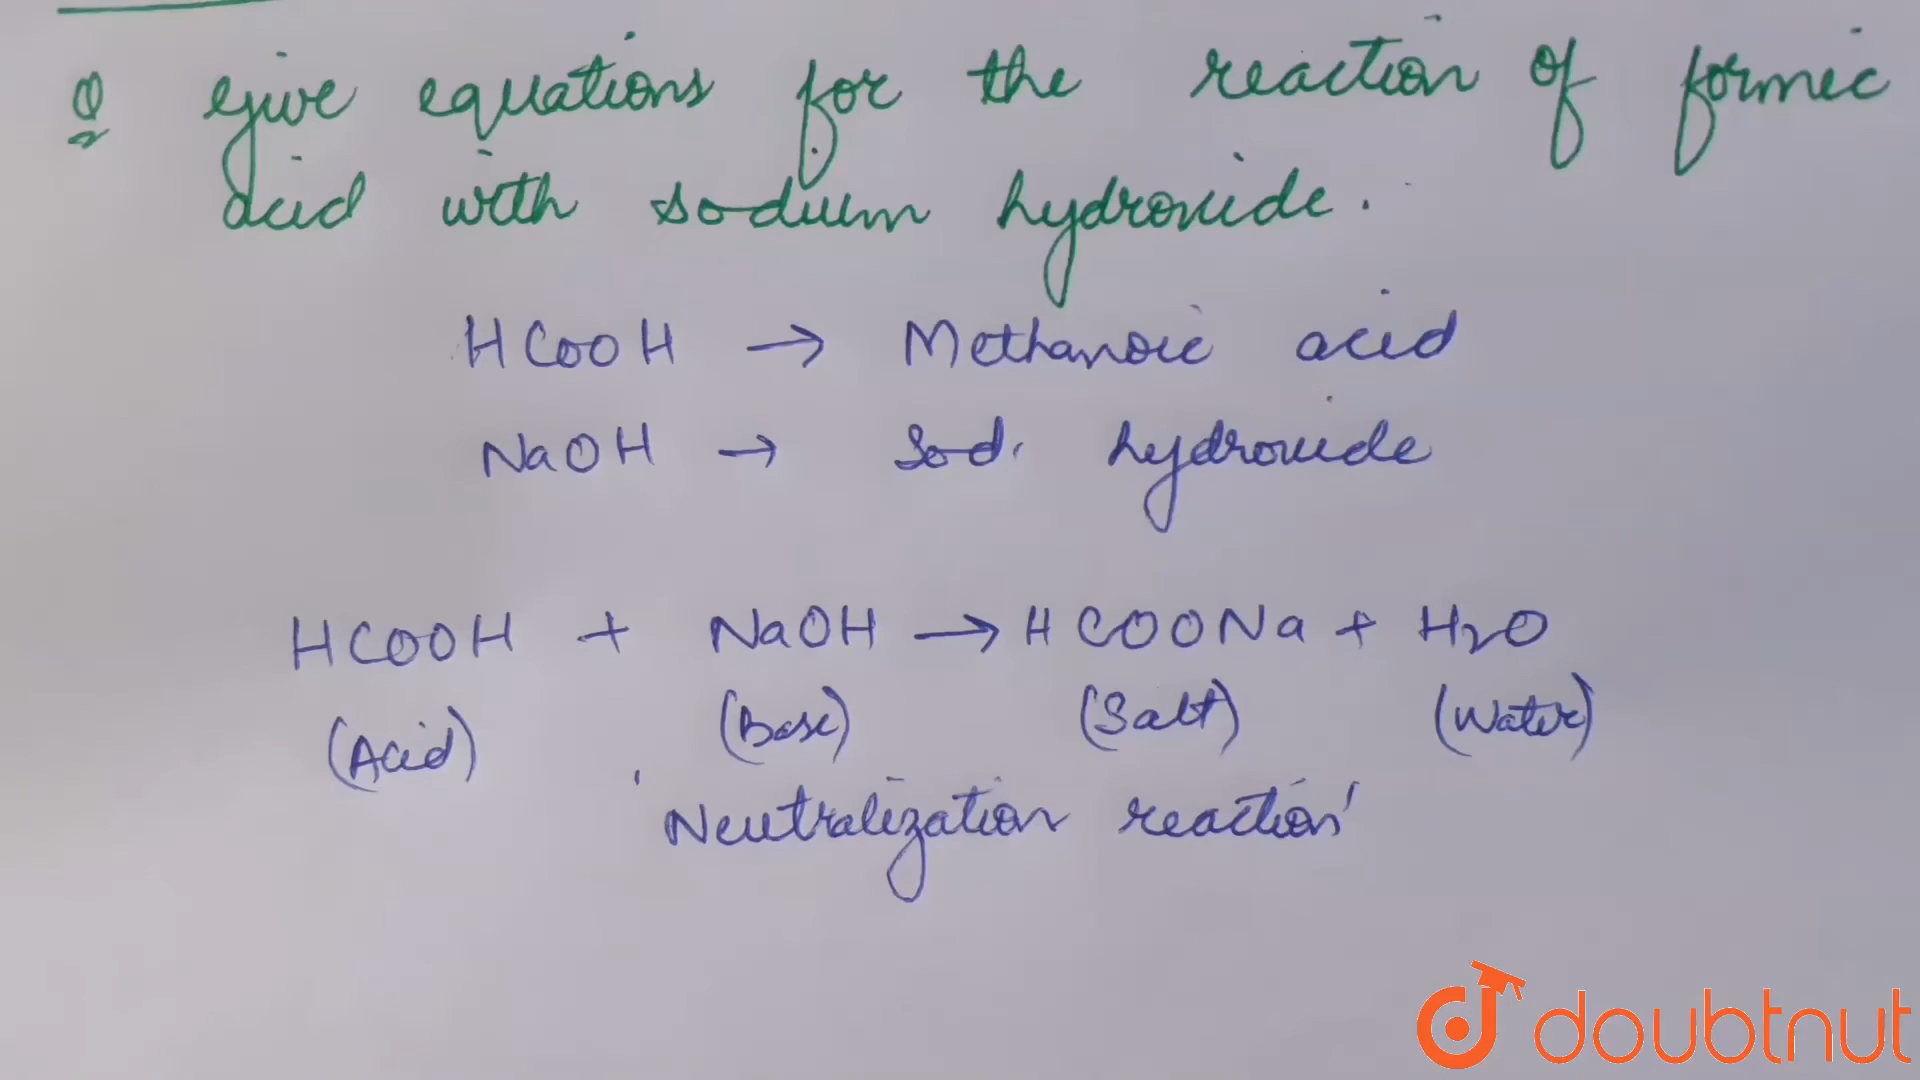 Q Give equations for the reaction of formic
acid with sodium hydroxide.
HCOOH → Methanoic acid
NaOH → Sod. hydroxide
HCOOH + NaOH → HCOONa + H2O
(Acid) (Base) (Salt) (Water)
'Neutralization reaction'
doubtnut